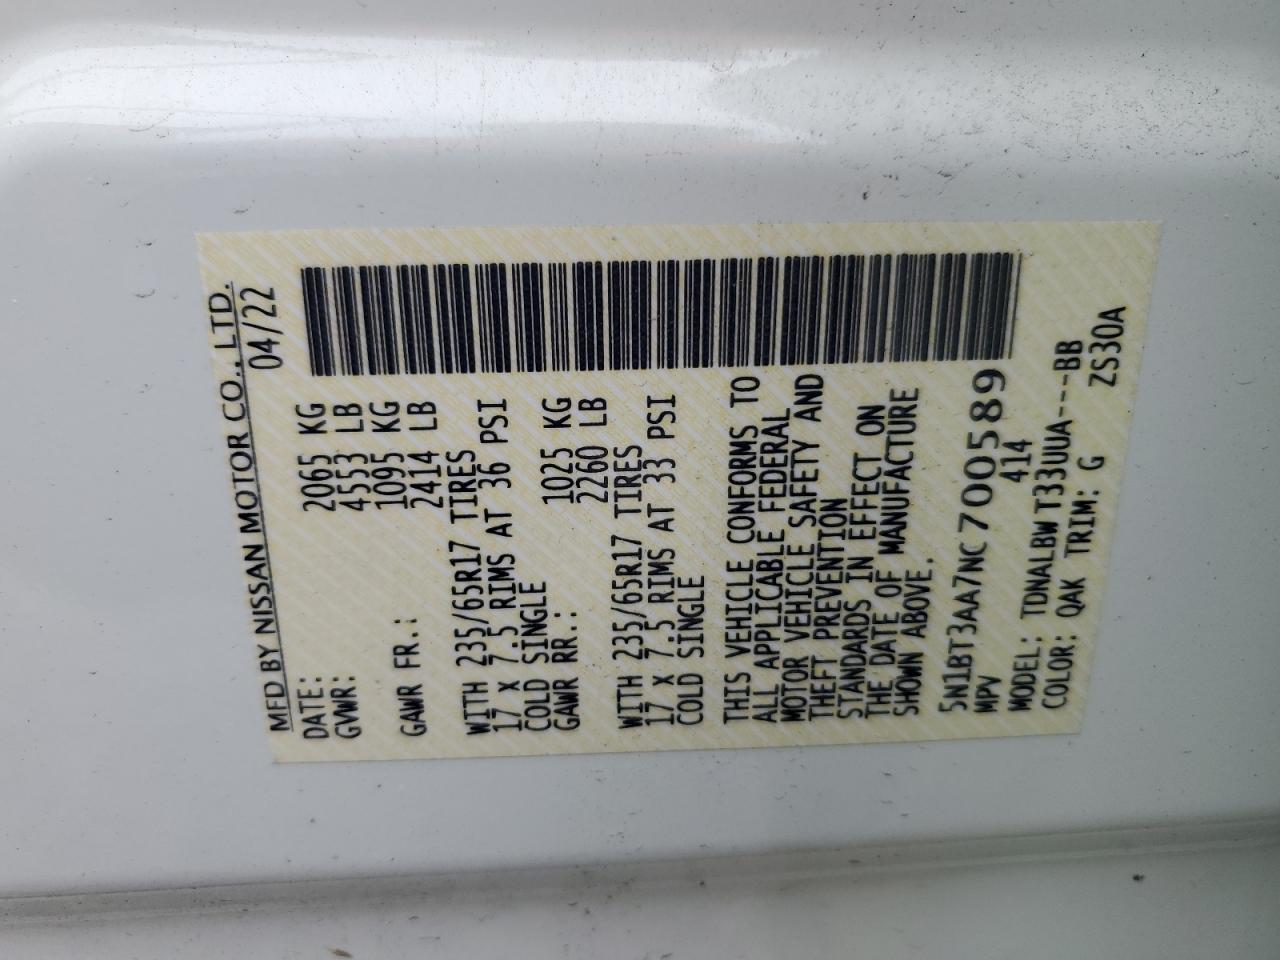 MFD BY NISSAN MOTOR CO., LTD.
DATE: 04/22
GVWR: 2065 KG
4553 LB
GAWR FR.: 1095 KG
2414 LB
WITH 235/65R17 TIRES
17 x 7.5 RIMS AT 36 PSI
COLD SINGLE
GAWR RR.: 1025 KG
2260 LB
WITH 235/65R17 TIRES
17 x 7.5 RIMS AT 33 PSI
COLD SINGLE
THIS VEHICLE CONFORMS TO
ALL APPLICABLE FEDERAL
MOTOR VEHICLE SAFETY AND
THEFT PREVENTION
STANDARDS IN EFFECT ON
THE DATE OF MANUFACTURE
SHOWN ABOVE.
5N1BT3AA7NC700589
MPV 414
MODEL: TDNALBWT33UUA---BB
COLOR: QAK TRIM: G ZS30A